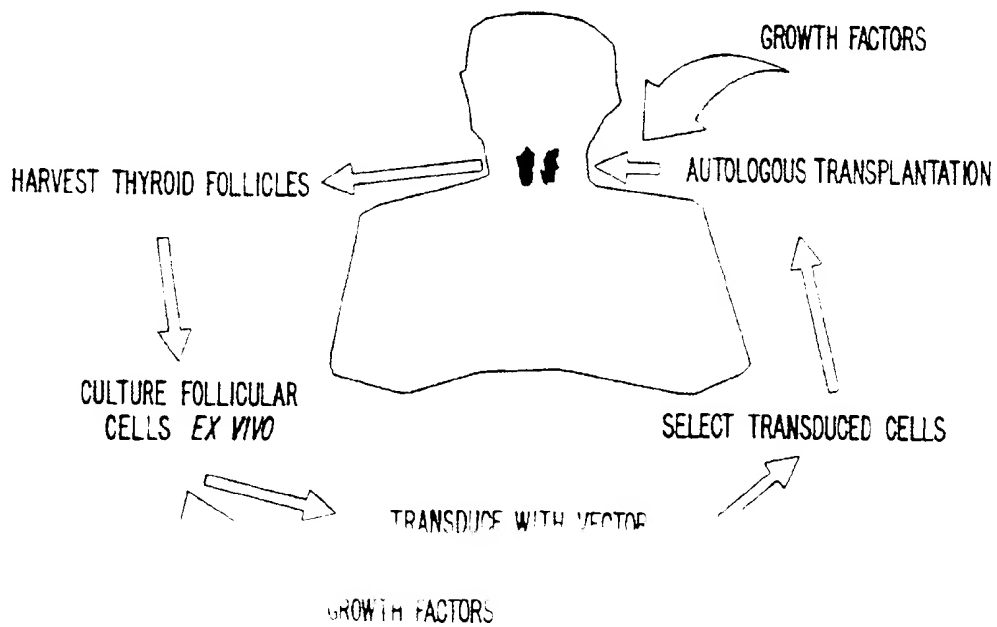 GROWTH FACTORS
HARVEST THYROID FOLLICLES
AUTOLOGOUS TRANSPLANTATION
CULTURE FOLLICULAR
CELLS EX VIVO
SELECT TRANSDUCED CELLS
TRANSDUCE WITH VECTOR
GROWTH FACTORS